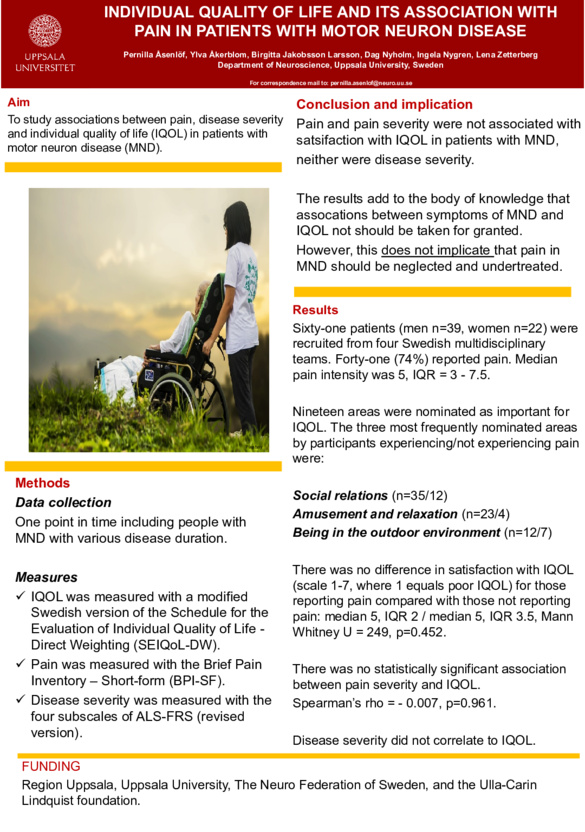 INDIVIDUAL QUALITY OF LIFE AND ITS ASSOCIATION WITH
PAIN IN PATIENTS WITH MOTOR NEURON DISEASE
UPPSALA
UNIVERSITET
Pernilla Åsenlöf, Ylva Åkerblom, Birgitta Jakobsson Larsson, Dag Nyholm, Ingela Nygren, Lena Zetterberg
Department of Neuroscience, Uppsala University, Sweden
For correspondence mail to: pernilla.asenlof@neuro.uu.se
Aim
To study associations between pain, disease severity
and individual quality of life (IQOL) in patients with
motor neuron disease (MND).
Methods
Data collection
One point in time including people with
MND with various disease duration.
Measures
✓ IQOL was measured with a modified
Swedish version of the Schedule for the
Evaluation of Individual Quality of Life -
Direct Weighting (SEIQoL-DW).
✓ Pain was measured with the Brief Pain
Inventory – Short-form (BPI-SF).
✓ Disease severity was measured with the
four subscales of ALS-FRS (revised
version).
Conclusion and implication
Pain and pain severity were not associated with
satsifaction with IQOL in patients with MND,
neither were disease severity.
The results add to the body of knowledge that
assocations between symptoms of MND and
IQOL not should be taken for granted.
However, this does not implicate that pain in
MND should be neglected and undertreated.
Results
Sixty-one patients (men n=39, women n=22) were
recruited from four Swedish multidisciplinary
teams. Forty-one (74%) reported pain. Median
pain intensity was 5, IQR = 3 - 7.5.
Nineteen areas were nominated as important for
IQOL. The three most frequently nominated areas
by participants experiencing/not experiencing pain
were:
Social relations (n=35/12)
Amusement and relaxation (n=23/4)
Being in the outdoor environment (n=12/7)
There was no difference in satisfaction with IQOL
(scale 1-7, where 1 equals poor IQOL) for those
reporting pain compared with those not reporting
pain: median 5, IQR 2 / median 5, IQR 3.5, Mann
Whitney U = 249, p=0.452.
There was no statistically significant association
between pain severity and IQOL.
Spearman's rho = - 0.007, p=0.961.
Disease severity did not correlate to IQOL.
FUNDING
Region Uppsala, Uppsala University, The Neuro Federation of Sweden, and the Ulla-Carin
Lindquist foundation.